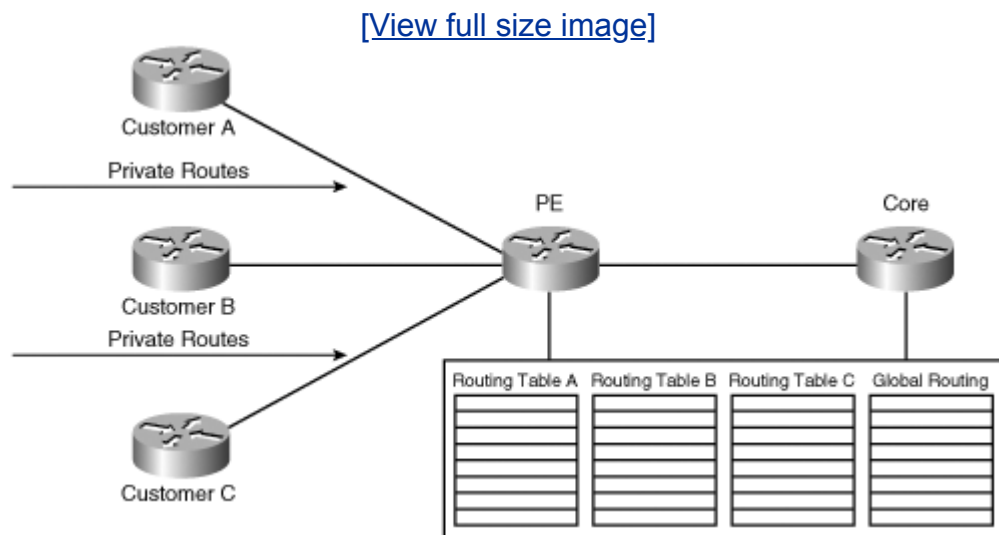 [View full size image]
Customer A
Private Routes
PE
Core
Customer B
Private Routes
Routing Table A
Routing Table B
Routing Table C
Global Routing
Customer C